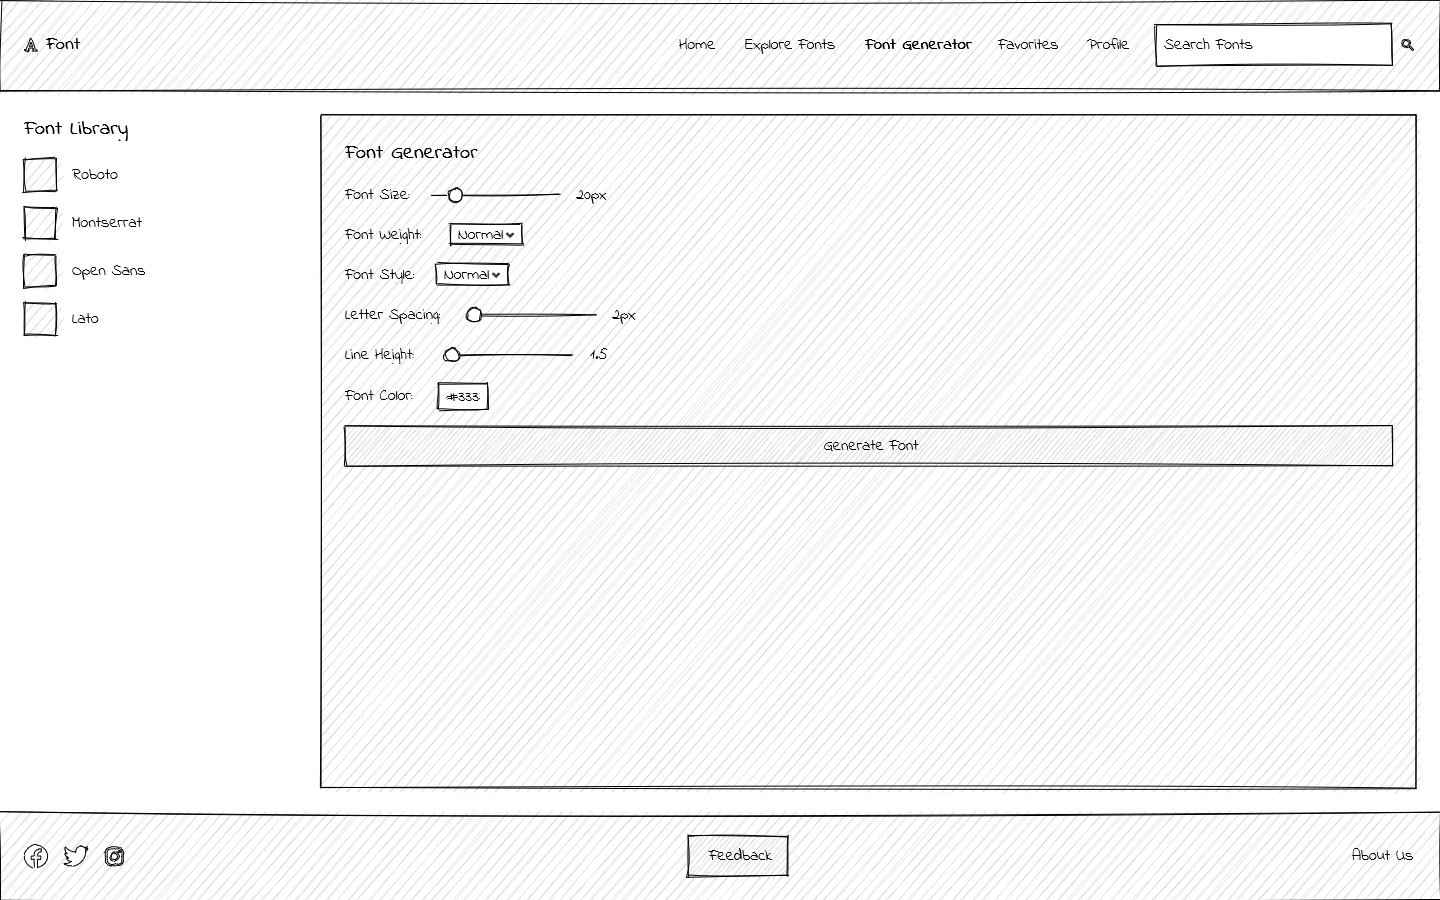 Font
Home Explore Fonts Font Generator Favorites Profile Search Fonts
Font Library
Roboto
Montserrat
Open Sans
Lato
Font Generator
Font Size: 20px
Font Weight: Normal
Font Style: Normal
Letter Spacing: 2px
Line Height: 1.5
Font Color: #333
Generate Font
Feedback
About Us